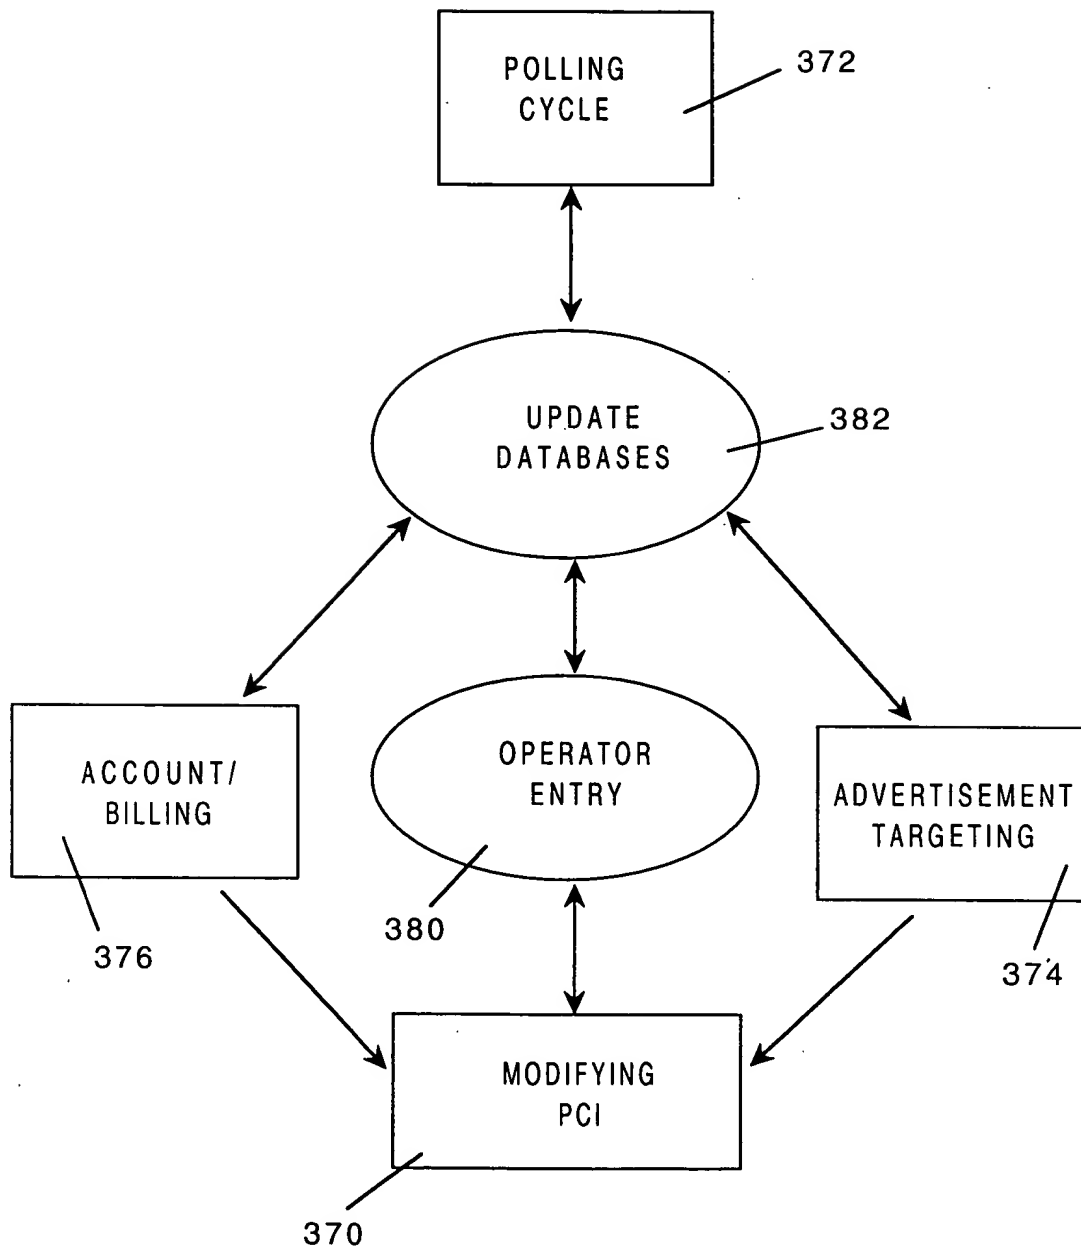 POLLING
CYCLE
372
UPDATE
DATABASES
382
ACCOUNT/
BILLING
376
OPERATOR
ENTRY
380
ADVERTISEMENT
TARGETING
374
MODIFYING
PCI
370